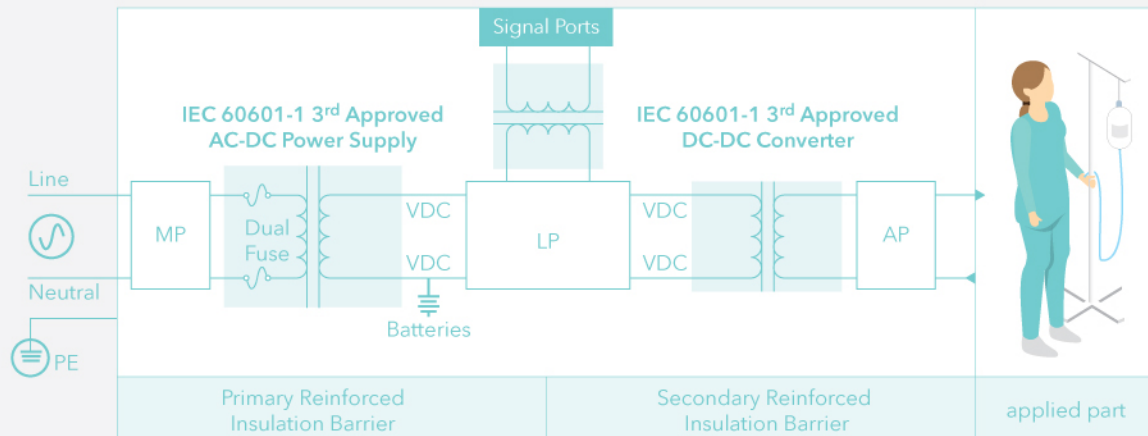 Signal Ports
IEC 60601-1 3rd Approved
AC-DC Power Supply
IEC 60601-1 3rd Approved
DC-DC Converter
Line
Neutral
PE
MP
Dual
Fuse
VDC
VDC
Batteries
LP
VDC
VDC
AP
Primary Reinforced
Insulation Barrier
Secondary Reinforced
Insulation Barrier
applied part